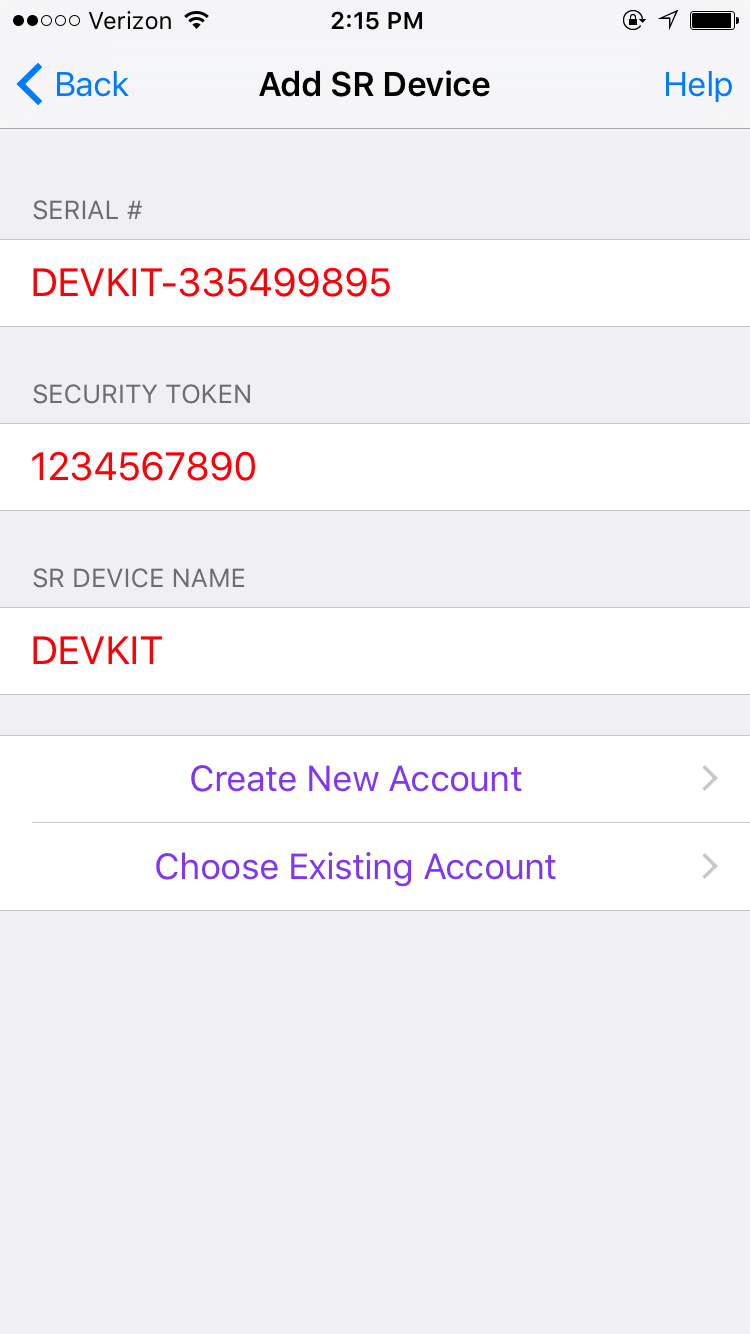 Verizon 2:15 PM
Back Add SR Device Help
SERIAL #
DEVKIT-335499895
SECURITY TOKEN
1234567890
SR DEVICE NAME
DEVKIT
Create New Account
Choose Existing Account